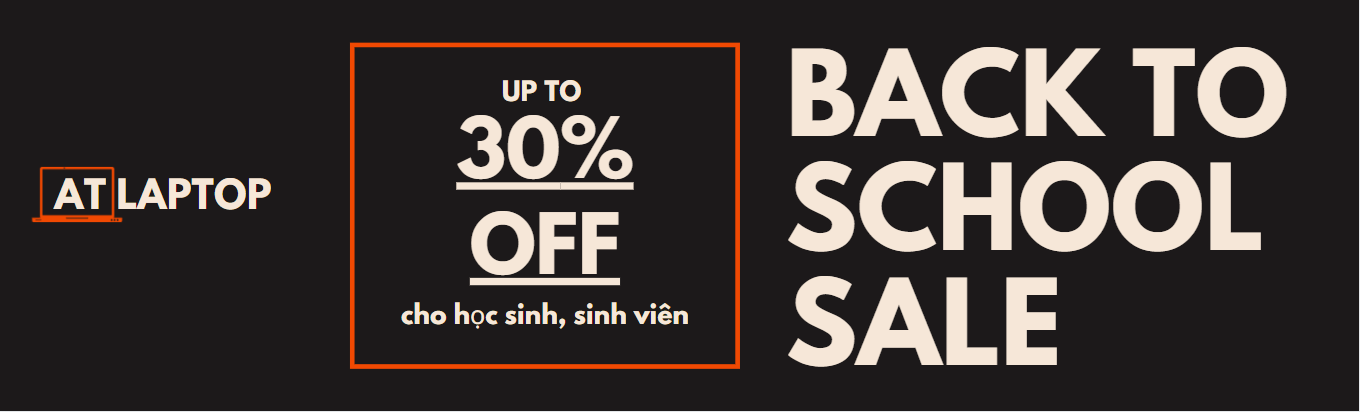 AT LAPTOP
UP TO
30%
OFF
cho học sinh, sinh viên
BACK TO
SCHOOL
SALE